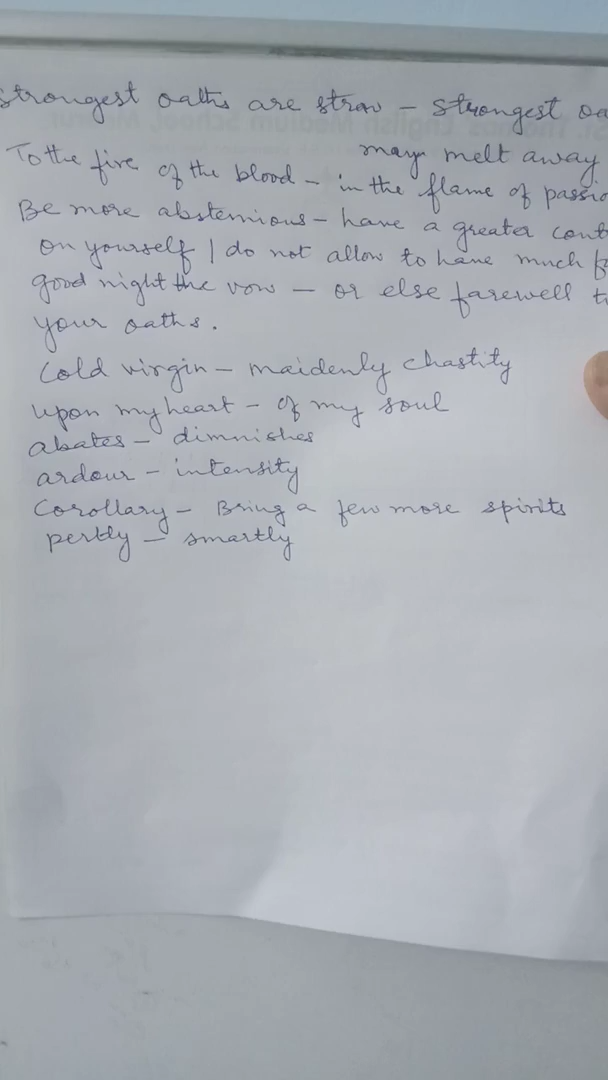 strongest oaths are straw - strongest oa
may melt away
To the fire of the blood - in the flame of passio
Be more abstemious - have a greater cont
on yourself / do not allow to have much f
good night the vow - or else farewell t
your oaths.
Cold virgin - maidenly chastity
upon my heart - of my soul
abates - diminishes
ardour - intensity
Corollary - Bring a few more spirits
pertly - smartly